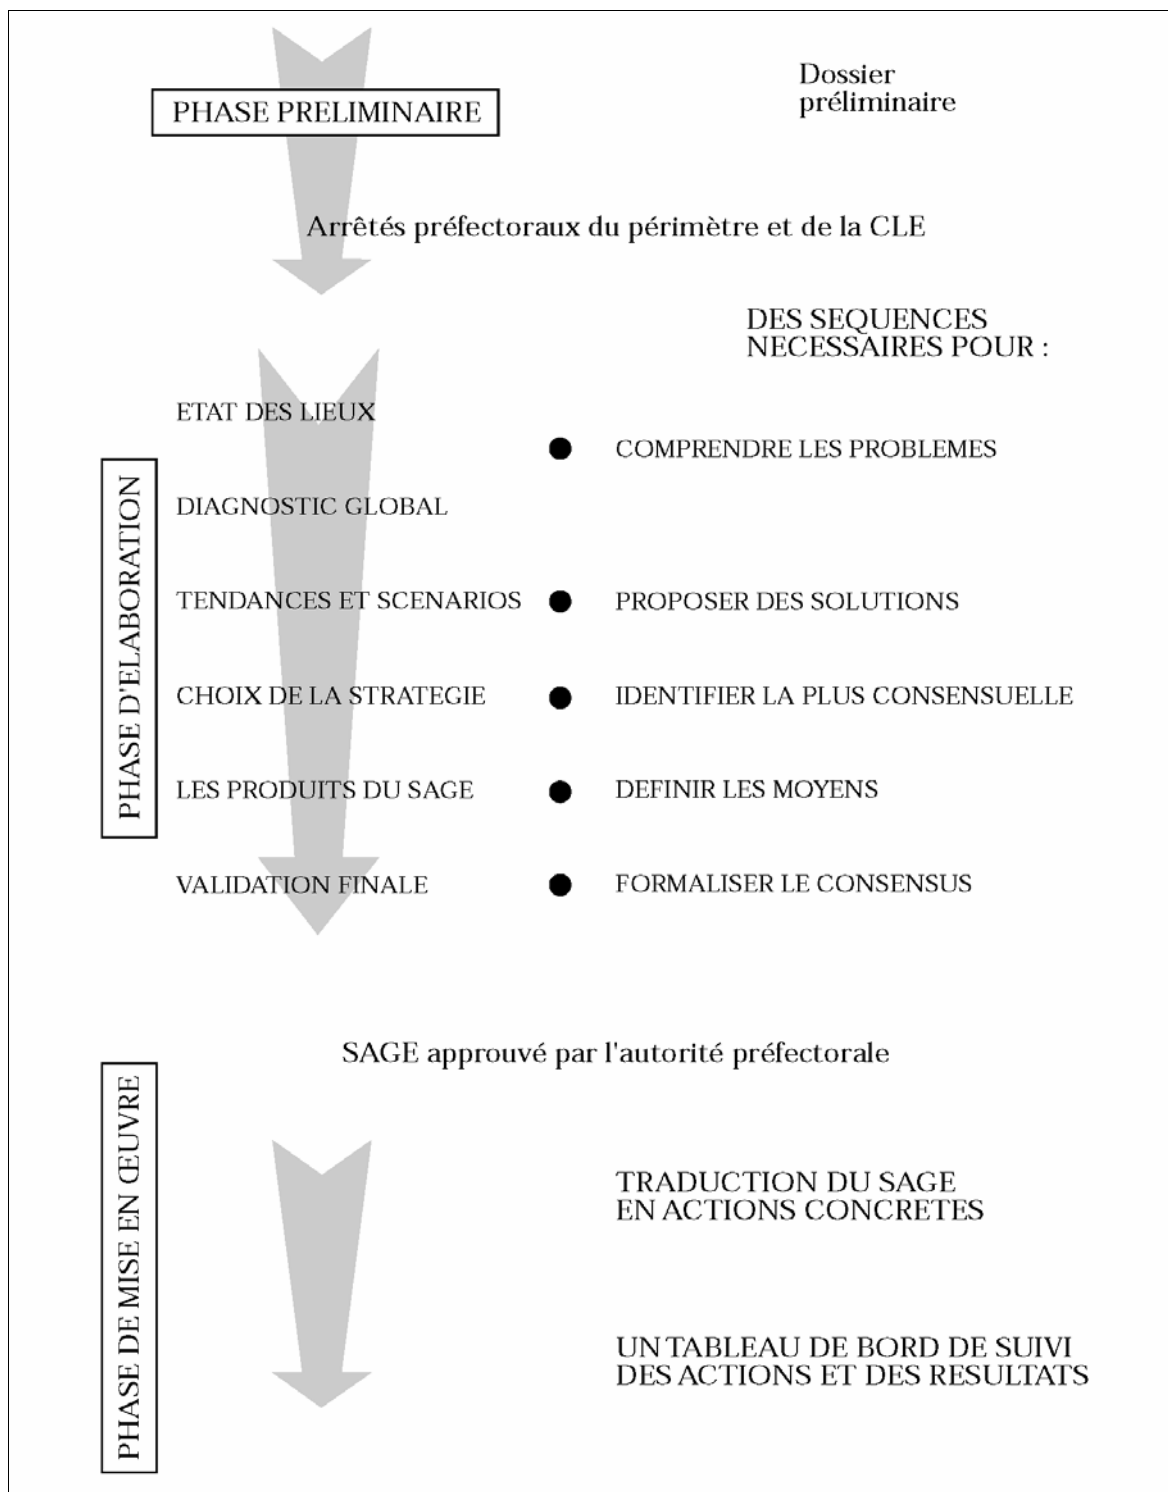 PHASE PRELIMINAIRE
Dossier
préliminaire
Arrêtés préfectoraux du périmètre et de la CLE
DES SEQUENCES
NECESSAIRES POUR :
PHASE D'ELABORATION
ETAT DES LIEUX
COMPRENDRE LES PROBLEMES
DIAGNOSTIC GLOBAL
TENDANCES ET SCENARIOS
PROPOSER DES SOLUTIONS
CHOIX DE LA STRATEGIE
IDENTIFIER LA PLUS CONSENSUELLE
LES PRODUITS DU SAGE
DEFINIR LES MOYENS
VALIDATION FINALE
FORMALISER LE CONSENSUS
SAGE approuvé par l'autorité préfectorale
PHASE DE MISE EN ŒUVRE
TRADUCTION DU SAGE
EN ACTIONS CONCRETES
UN TABLEAU DE BORD DE SUIVI
DES ACTIONS ET DES RESULTATS